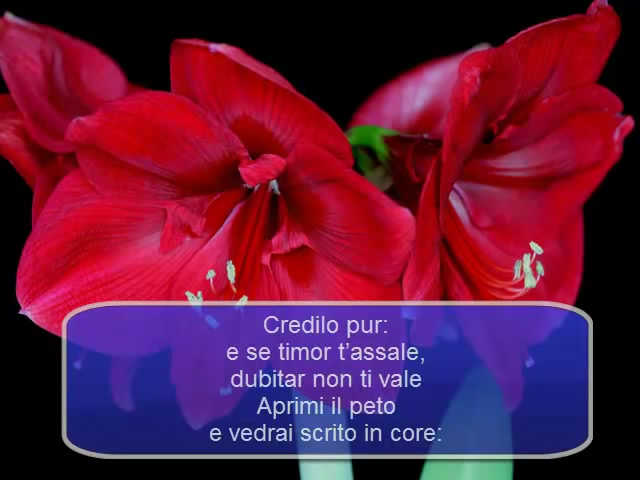 Credilo pur:
e se timor t’assale,
dubitar non ti vale
Aprimi il peto
e vedrai scrito in core: